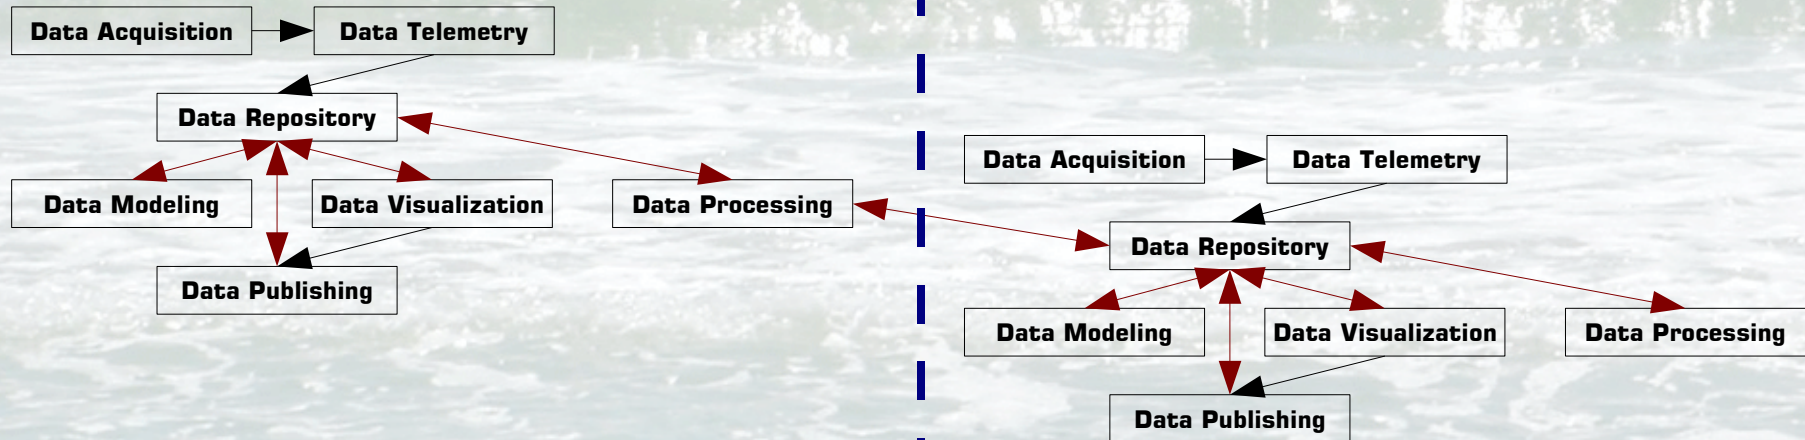 Data Acquisition
Data Telemetry
Data Repository
Data Modeling
Data Visualization
Data Processing
Data Publishing
Data Acquisition
Data Telemetry
Data Repository
Data Modeling
Data Visualization
Data Processing
Data Publishing